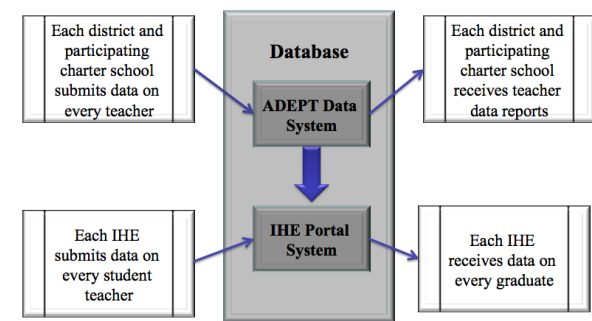 Each district and
participating
charter school
submits data on
every teacher
Database
ADEPT Data
System
Each district and
participating
charter school
receives teacher
data reports
Each IHE
submits data on
every student
teacher
IHE Portal
System
Each IHE
receives data on
every graduate